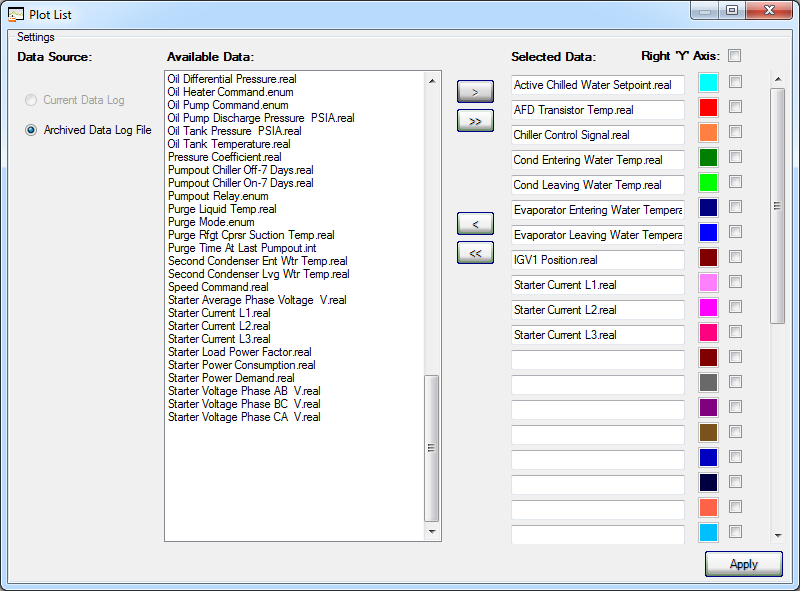 Plot List
Settings
Data Source:
Current Data Log
Archived Data Log File
Available Data:
Oil Differential Pressure.real
Oil Heater Command.enum
Oil Pump Command.enum
Oil Pump Discharge Pressure  PSIA.real
Oil Tank Pressure  PSIA.real
Oil Tank Temperature.real
Pressure Coefficient.real
Pumpout Chiller Off-7 Days.real
Pumpout Chiller On-7 Days.real
Pumpout Relay.enum
Purge Liquid Temp.real
Purge Mode.enum
Purge Rfgt Cprsr Suction Temp.real
Purge Time At Last Pumpout.int
Second Condenser Ent Wtr Temp.real
Second Condenser Lvg Wtr Temp.real
Speed Command.real
Starter Average Phase Voltage  V.real
Starter Current L1.real
Starter Current L2.real
Starter Current L3.real
Starter Load Power Factor.real
Starter Power Consumption.real
Starter Power Demand.real
Starter Voltage Phase AB  V.real
Starter Voltage Phase BC  V.real
Starter Voltage Phase CA  V.real
>
>>
<
<<
Selected Data:
Right 'Y' Axis:
Active Chilled Water Setpoint.real
AFD Transistor Temp.real
Chiller Control Signal.real
Cond Entering Water Temp.real
Cond Leaving Water Temp.real
Evaporator Entering Water Tempera
Evaporator Leaving Water Tempera
IGV1 Position.real
Starter Current L1.real
Starter Current L2.real
Starter Current L3.real
Apply